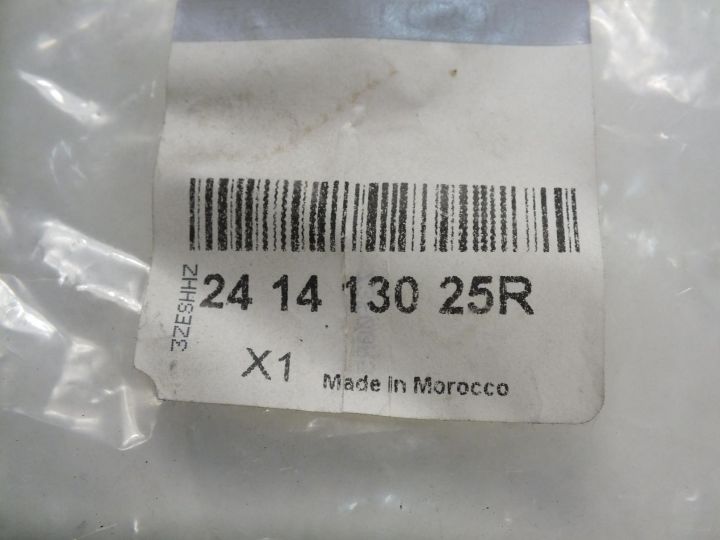 24 14 130 25R
3ZESHHZ
X1
Made in Morocco